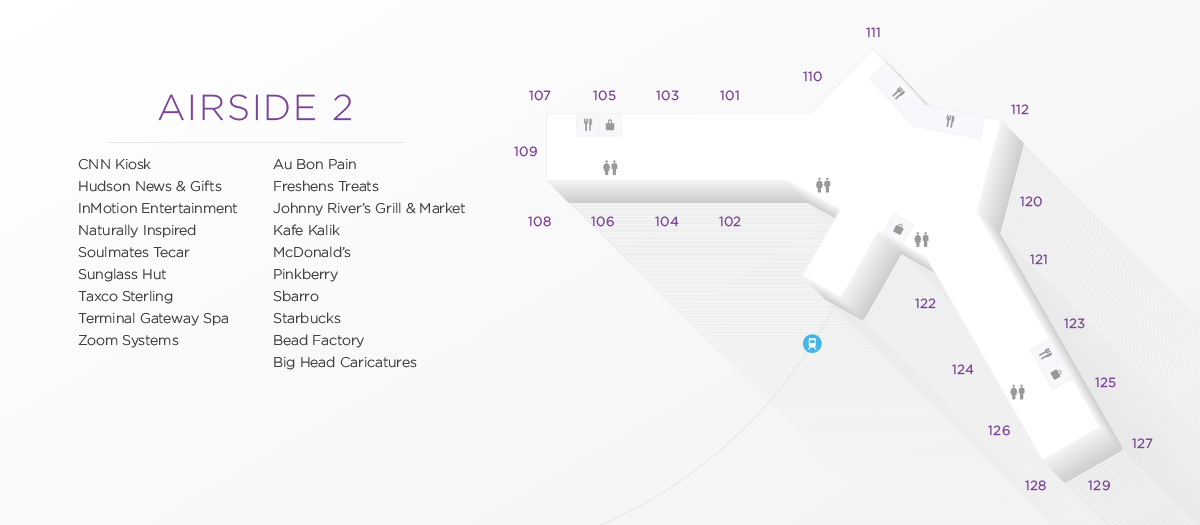 AIRSIDE 2
CNN Kiosk
Hudson News & Gifts
InMotion Entertainment
Naturally Inspired
Soulmates Tecar
Sunglass Hut
Taxco Sterling
Terminal Gateway Spa
Zoom Systems
Au Bon Pain
Freshens Treats
Johnny River's Grill & Market
Kafe Kalik
McDonald's
Pinkberry
Sbarro
Starbucks
Bead Factory
Big Head Caricatures
111
110
107
105
103
101
112
109
108
106
104
102
120
121
122
123
124
125
126
127
128
129